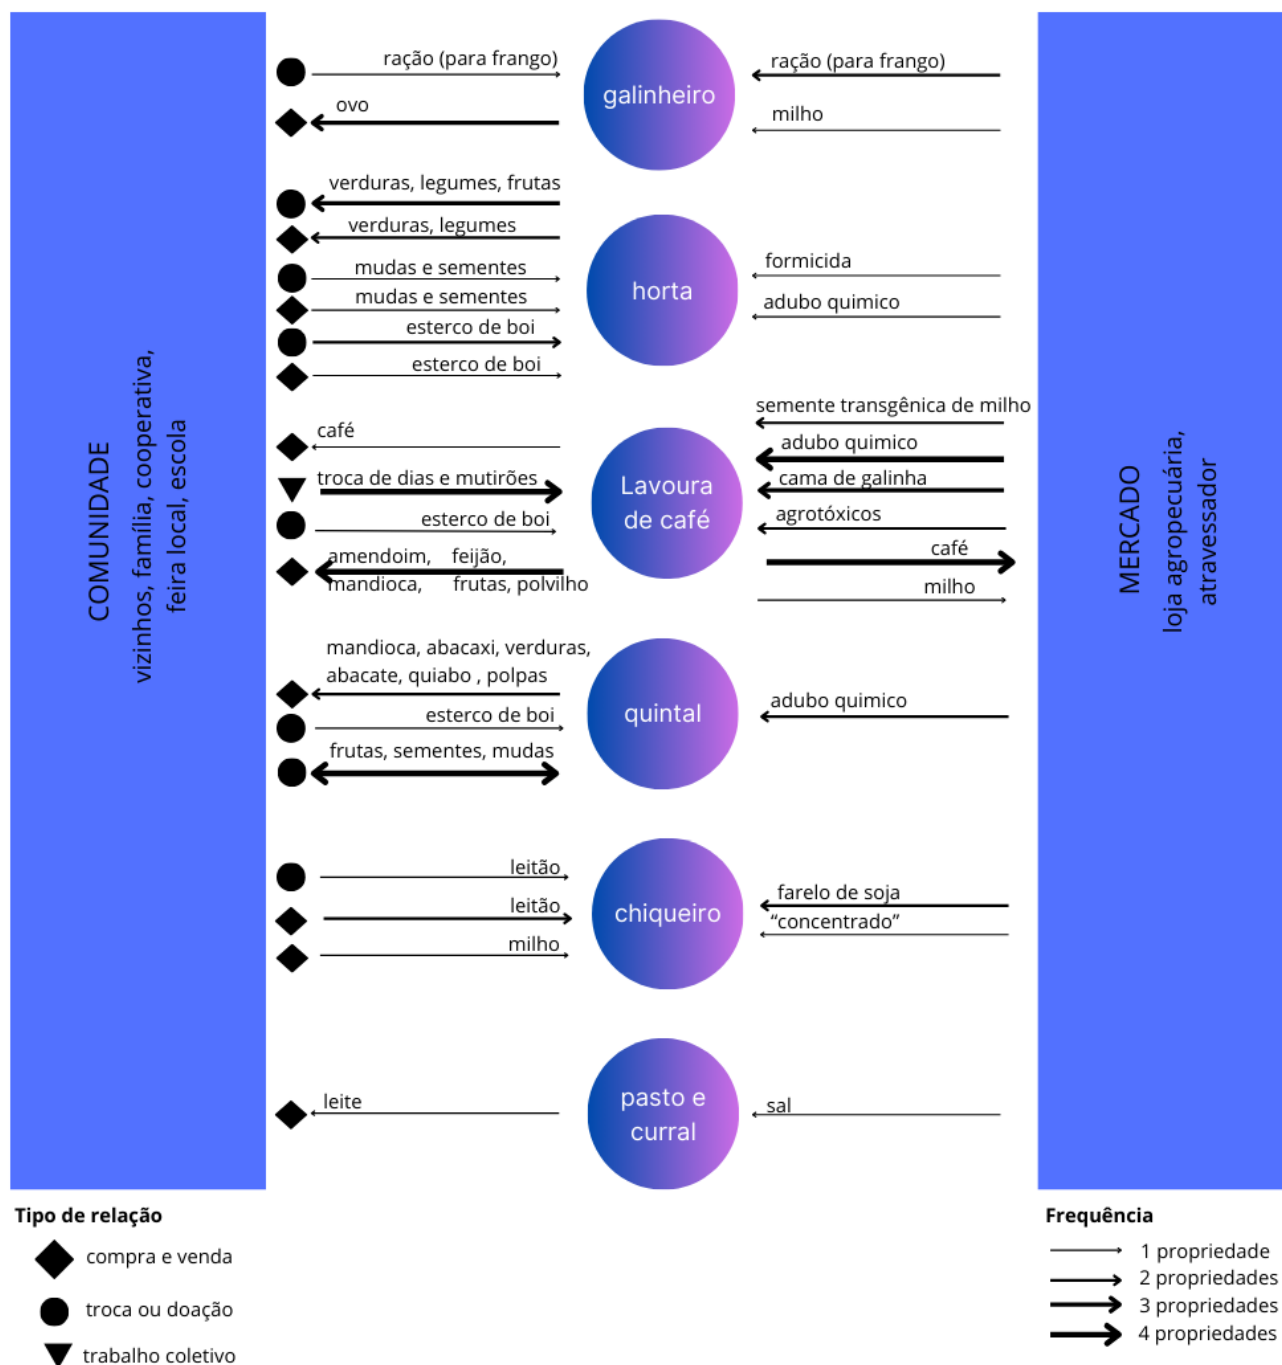 COMUNIDADE
vizinhos, família, cooperativa,
feira local, escola
ração (para frango)
ovo
galinheiro
ração (para frango)
milho
verduras, legumes, frutas
verduras, legumes
mudas e sementes
mudas e sementes
esterco de boi
esterco de boi
horta
formicida
adubo quimico
café
troca de dias e mutirões
esterco de boi
amendoim, feijão,
mandioca, frutas, polvilho
Lavoura
de café
semente transgênica de milho
adubo quimico
cama de galinha
agrotóxicos
café
milho
mandioca, abacaxi, verduras,
abacate, quiabo , polpas
esterco de boi
frutas, sementes, mudas
quintal
adubo quimico
leitão
leitão
milho
chiqueiro
farelo de soja
“concentrado”
leite
pasto e
curral
sal
MERCADO
loja agropecuária,
atravessador
Tipo de relação
compra e venda
troca ou doação
trabalho coletivo
Frequência
1 propriedade
2 propriedades
3 propriedades
4 propriedades